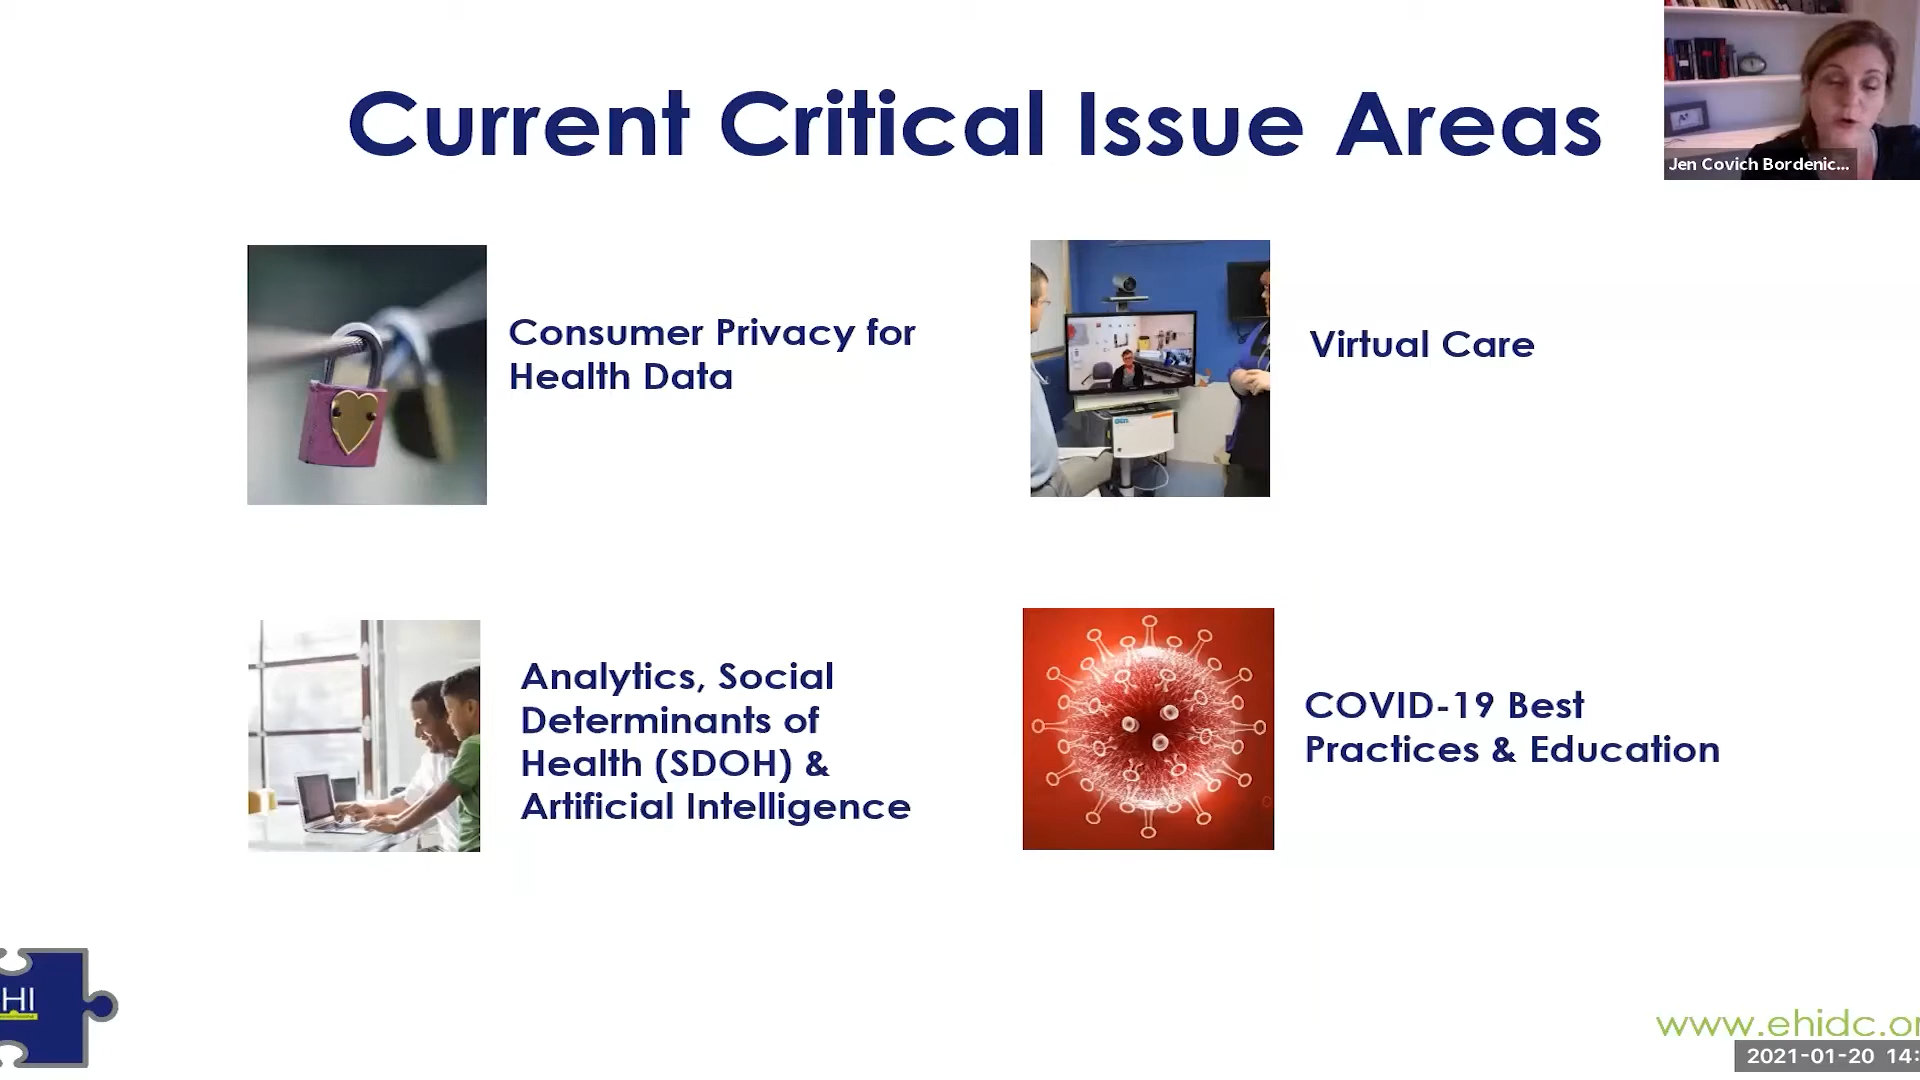 Current Critical Issue Areas
Jen Covich Bordenic...
Consumer Privacy for
Health Data
Virtual Care
Analytics, Social
Determinants of
Health (SDOH) &
Artificial Intelligence
COVID-19 Best
Practices & Education
HI
www.ehidc.or
2021-01-20 14: